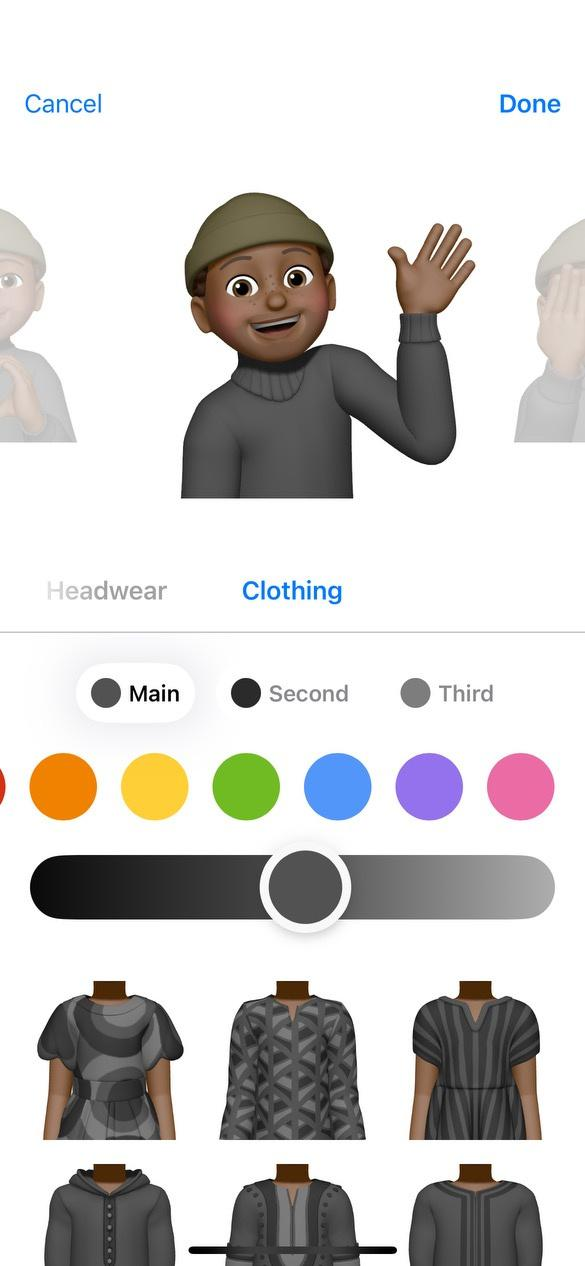 Cancel Done
Headwear Clothing
Main Second Third